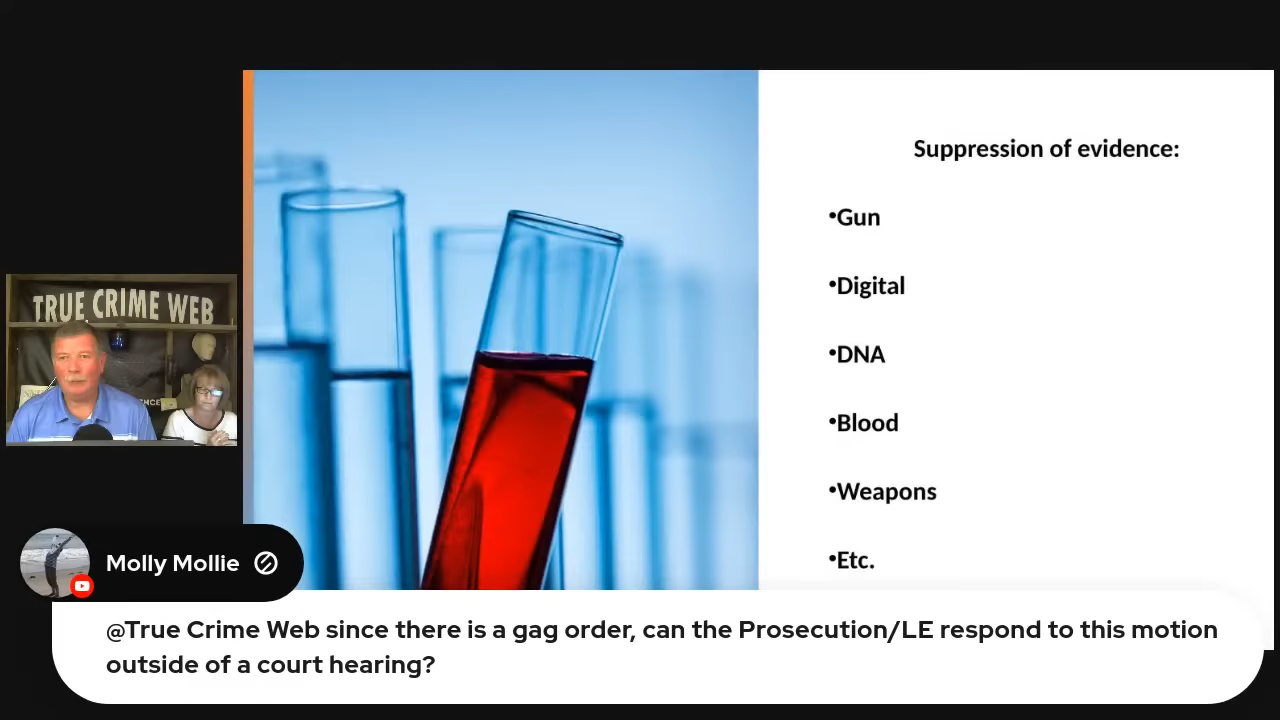 TRUE CRIME WEB
Suppression of evidence:
•Gun
•Digital
•DNA
•Blood
•Weapons
•Etc.
Molly Mollie
@True Crime Web since there is a gag order, can the Prosecution/LE respond to this motion
outside of a court hearing?